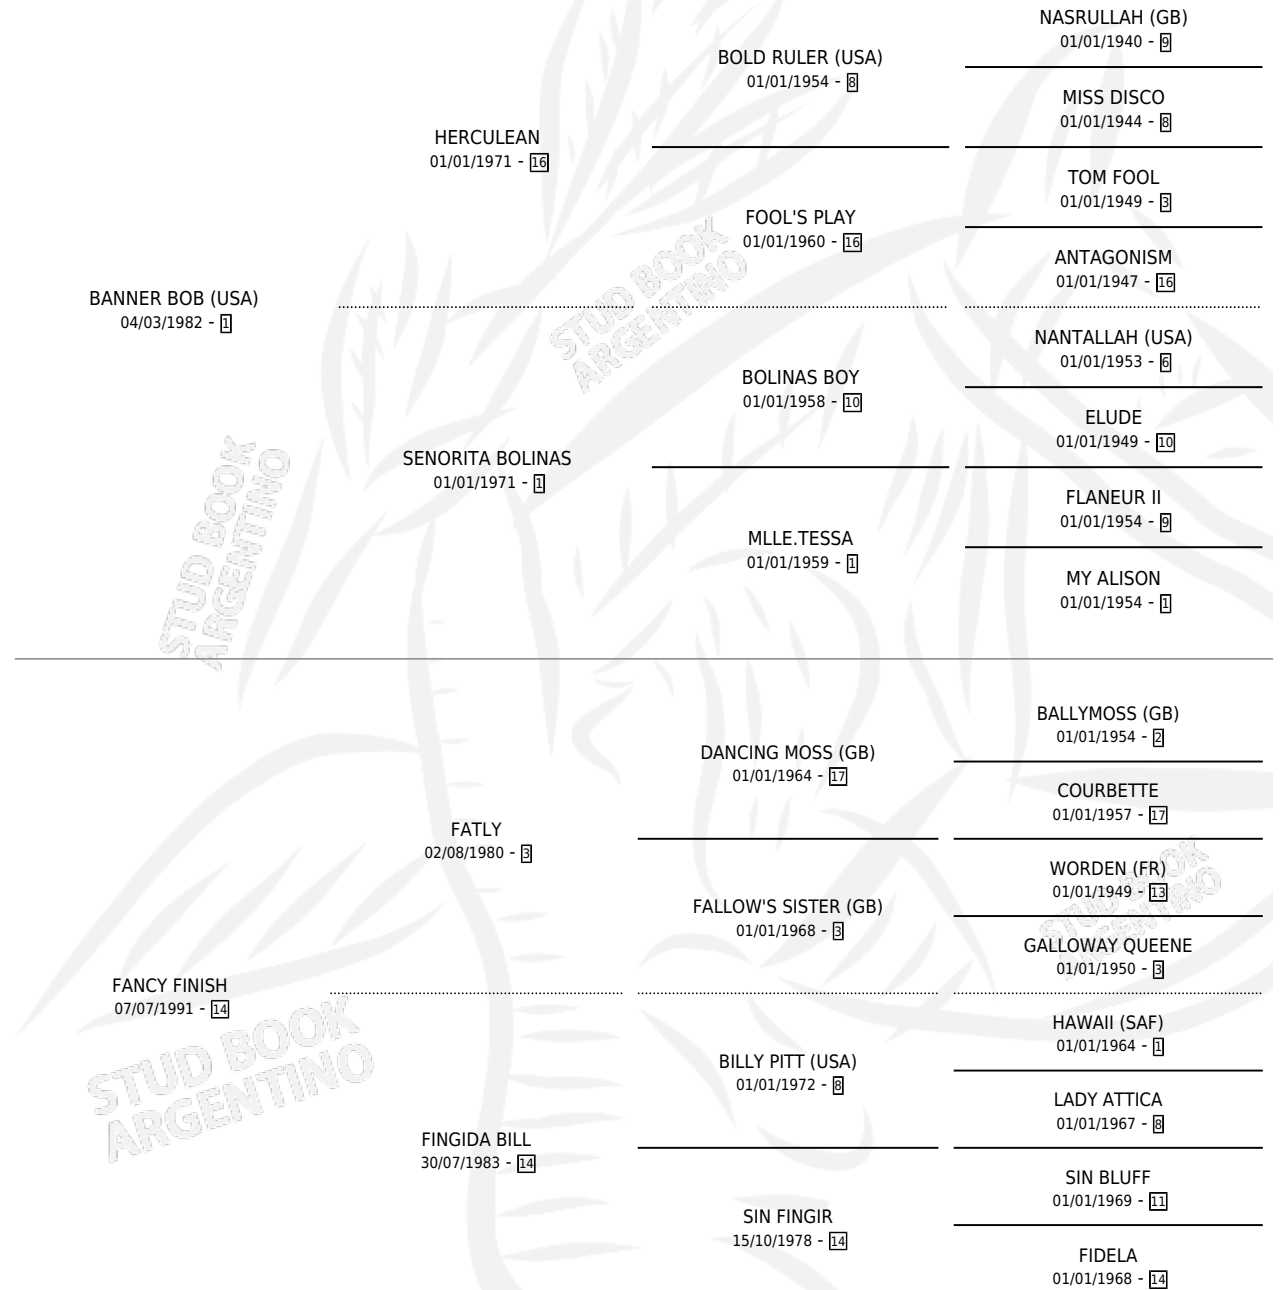 NASRULLAH (GB)
01/01/1940 - 9
BOLD RULER (USA)
01/01/1954 - 8
MISS DISCO
01/01/1944 - 8
HERCULEAN
01/01/1971 - 16
TOM FOOL
01/01/1949 - 3
FOOL'S PLAY
01/01/1960 - 16
ANTAGONISM
01/01/1947 - 16
BANNER BOB (USA)
04/03/1982 - 1
STUD BOOK
ARGENTINO
NANTALLAH (USA)
01/01/1953 - 6
BOLINAS BOY
01/01/1958 - 10
ELUDE
01/01/1949 - 10
SENORITA BOLINAS
01/01/1971 - 1
FLANEUR II
01/01/1954 - 9
MLLE.TESSA
01/01/1959 - 1
MY ALISON
01/01/1954 - 1
STUD BOOK
ARGENTINO
BALLYMOSS (GB)
01/01/1954 - 2
DANCING MOSS (GB)
01/01/1964 - 17
COURBETTE
01/01/1957 - 17
FATLY
02/08/1980 - 3
WORDEN (FR)
01/01/1949 - 13
FALLOW'S SISTER (GB)
01/01/1968 - 3
STUD BOOK
ARGENTINO
GALLOWAY QUEENE
01/01/1950 - 3
FANCY FINISH
07/07/1991 - 14
STUD BOOK
ARGENTINO
HAWAII (SAF)
01/01/1964 - 1
BILLY PITT (USA)
01/01/1972 - 8
LADY ATTICA
01/01/1967 - 8
FINGIDA BILL
30/07/1983 - 14
SIN BLUFF
01/01/1969 - 11
SIN FINGIR
15/10/1978 - 14
FIDELA
01/01/1968 - 14